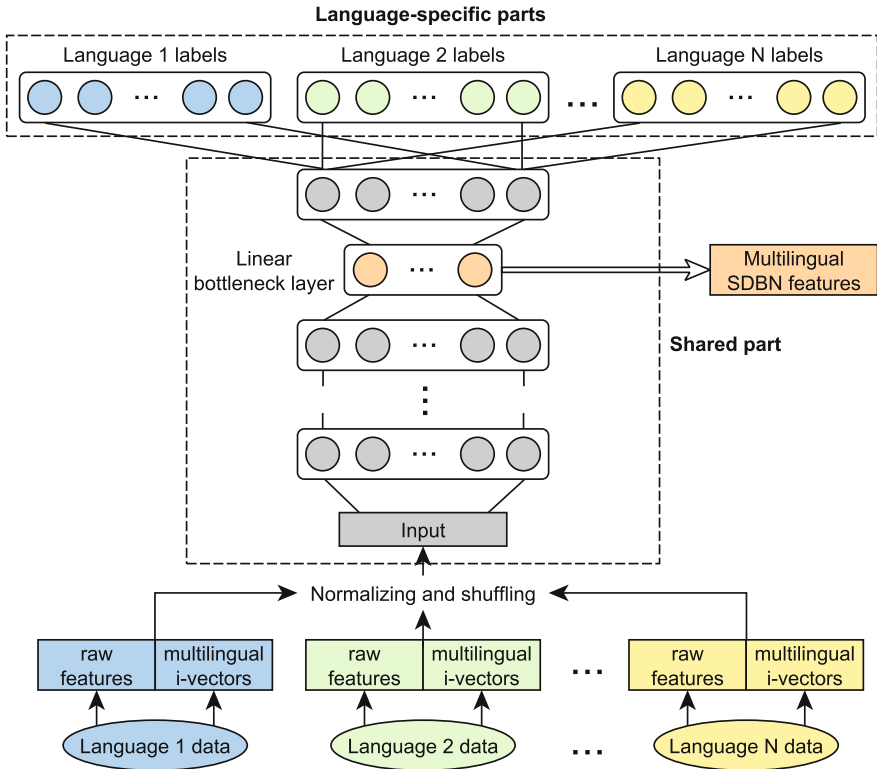 Language-specific parts
Language 1 labels
Language 2 labels
Language N labels
...
... ... ... ...
...
Linear
bottleneck layer
...
Multilingual
SDBN features
...
Shared part
...
Input
Normalizing and shuffling
raw
features
multilingual
i-vectors
raw
features
multilingual
i-vectors
...
raw
features
multilingual
i-vectors
Language 1 data
Language 2 data
...
Language N data